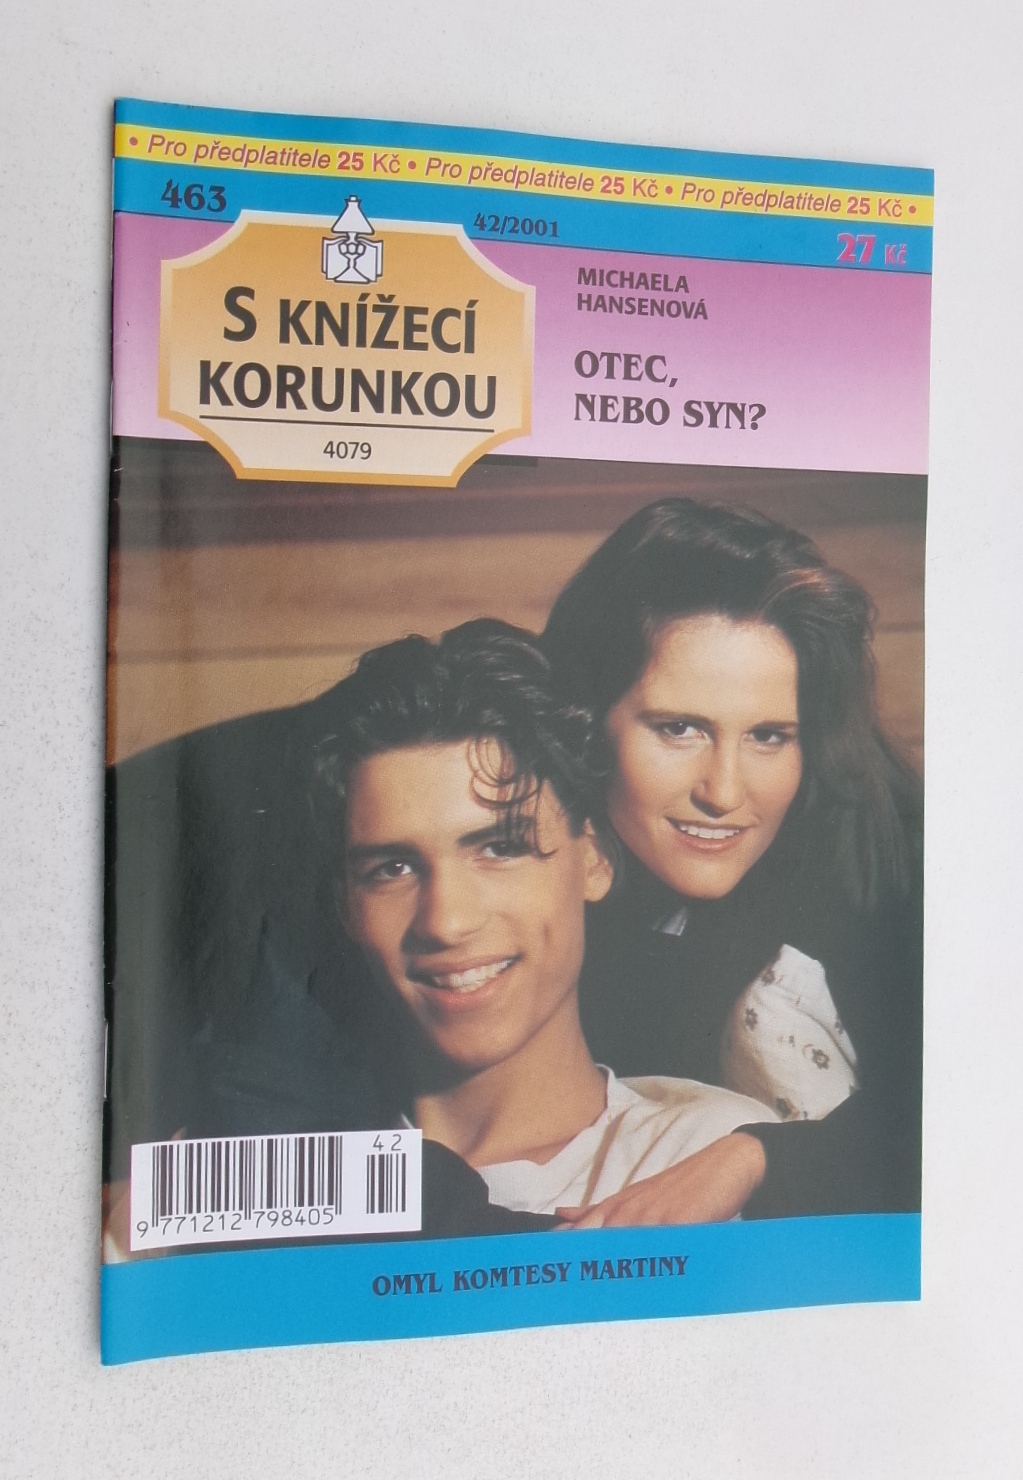 • Pro předplatitele 25 Kč • Pro předplatitele 25 Kč • Pro předplatitele 25 Kč •
463
42/2001
27 Kč
S KNÍŽECÍ
KORUNKOU
4079
MICHAELA
HANSENOVÁ
OTEC,
NEBO SYN?
42
9 771212 798405
OMYL KOMTESY MARTINY